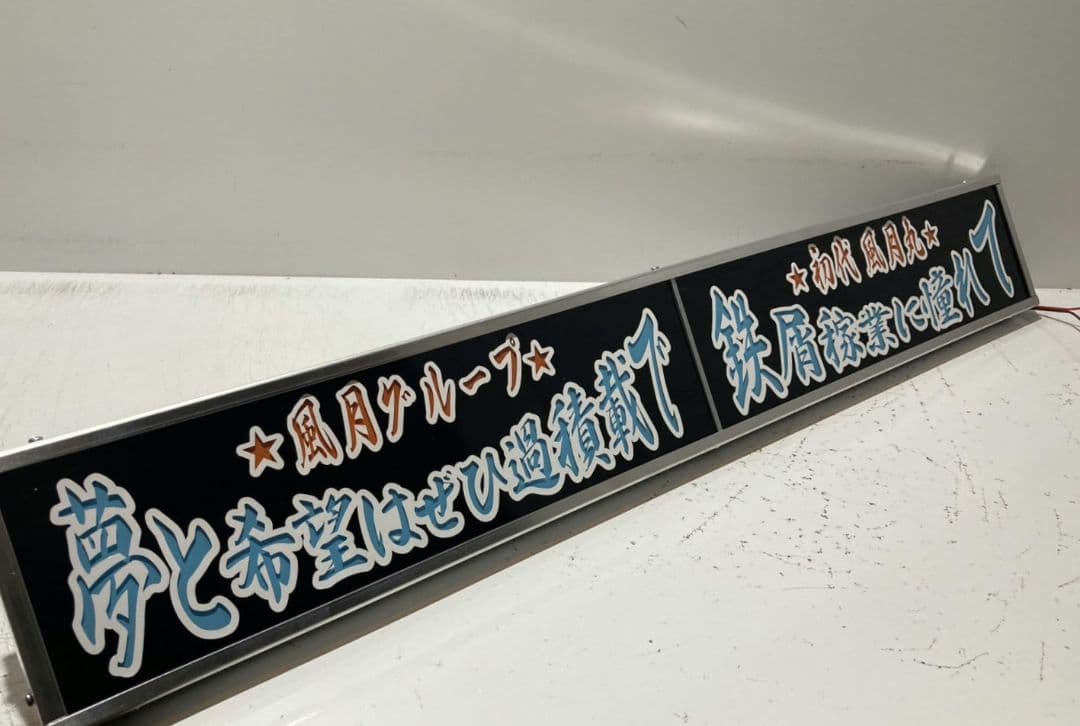 ★風月グループ★
夢と希望はぜひ過積載で
★初代 風月丸★
鉄屑稼業に憧れて